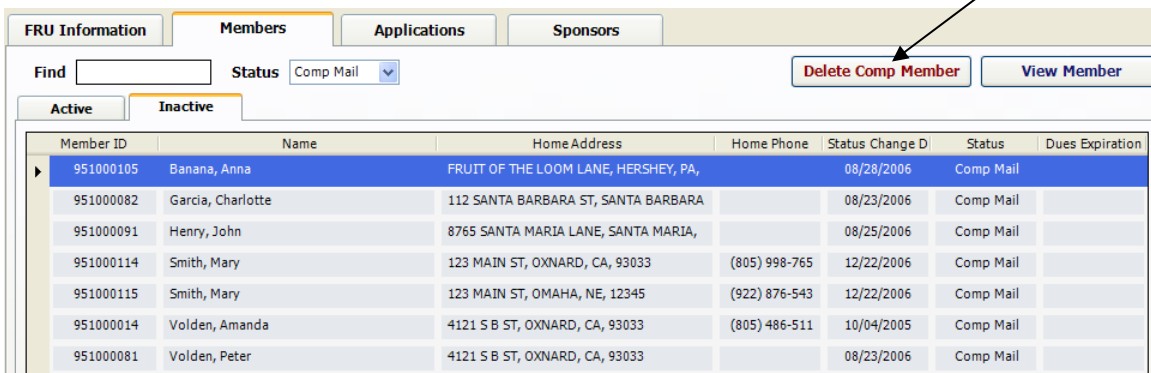 FRU Information Members Applications Sponsors
Find Status Comp Mail Delete Comp Member View Member
Active Inactive
Member ID Name Home Address Home Phone Status Change D Status Dues Expiration
951000105 Banana, Anna FRUIT OF THE LOOM LANE, HERSHEY, PA, 08/28/2006 Comp Mail
951000082 Garcia, Charlotte 112 SANTA BARBARA ST, SANTA BARBARA 08/23/2006 Comp Mail
951000091 Henry, John 8765 SANTA MARIA LANE, SANTA MARIA, 08/25/2006 Comp Mail
951000114 Smith, Mary 123 MAIN ST, OXNARD, CA, 93033 (805) 998-765 12/22/2006 Comp Mail
951000115 Smith, Mary 123 MAIN ST, OMAHA, NE, 12345 (922) 876-543 12/22/2006 Comp Mail
951000014 Volden, Amanda 4121 S B ST, OXNARD, CA, 93033 (805) 486-511 10/04/2005 Comp Mail
951000081 Volden, Peter 4121 S B ST, OXNARD, CA, 93033 08/23/2006 Comp Mail